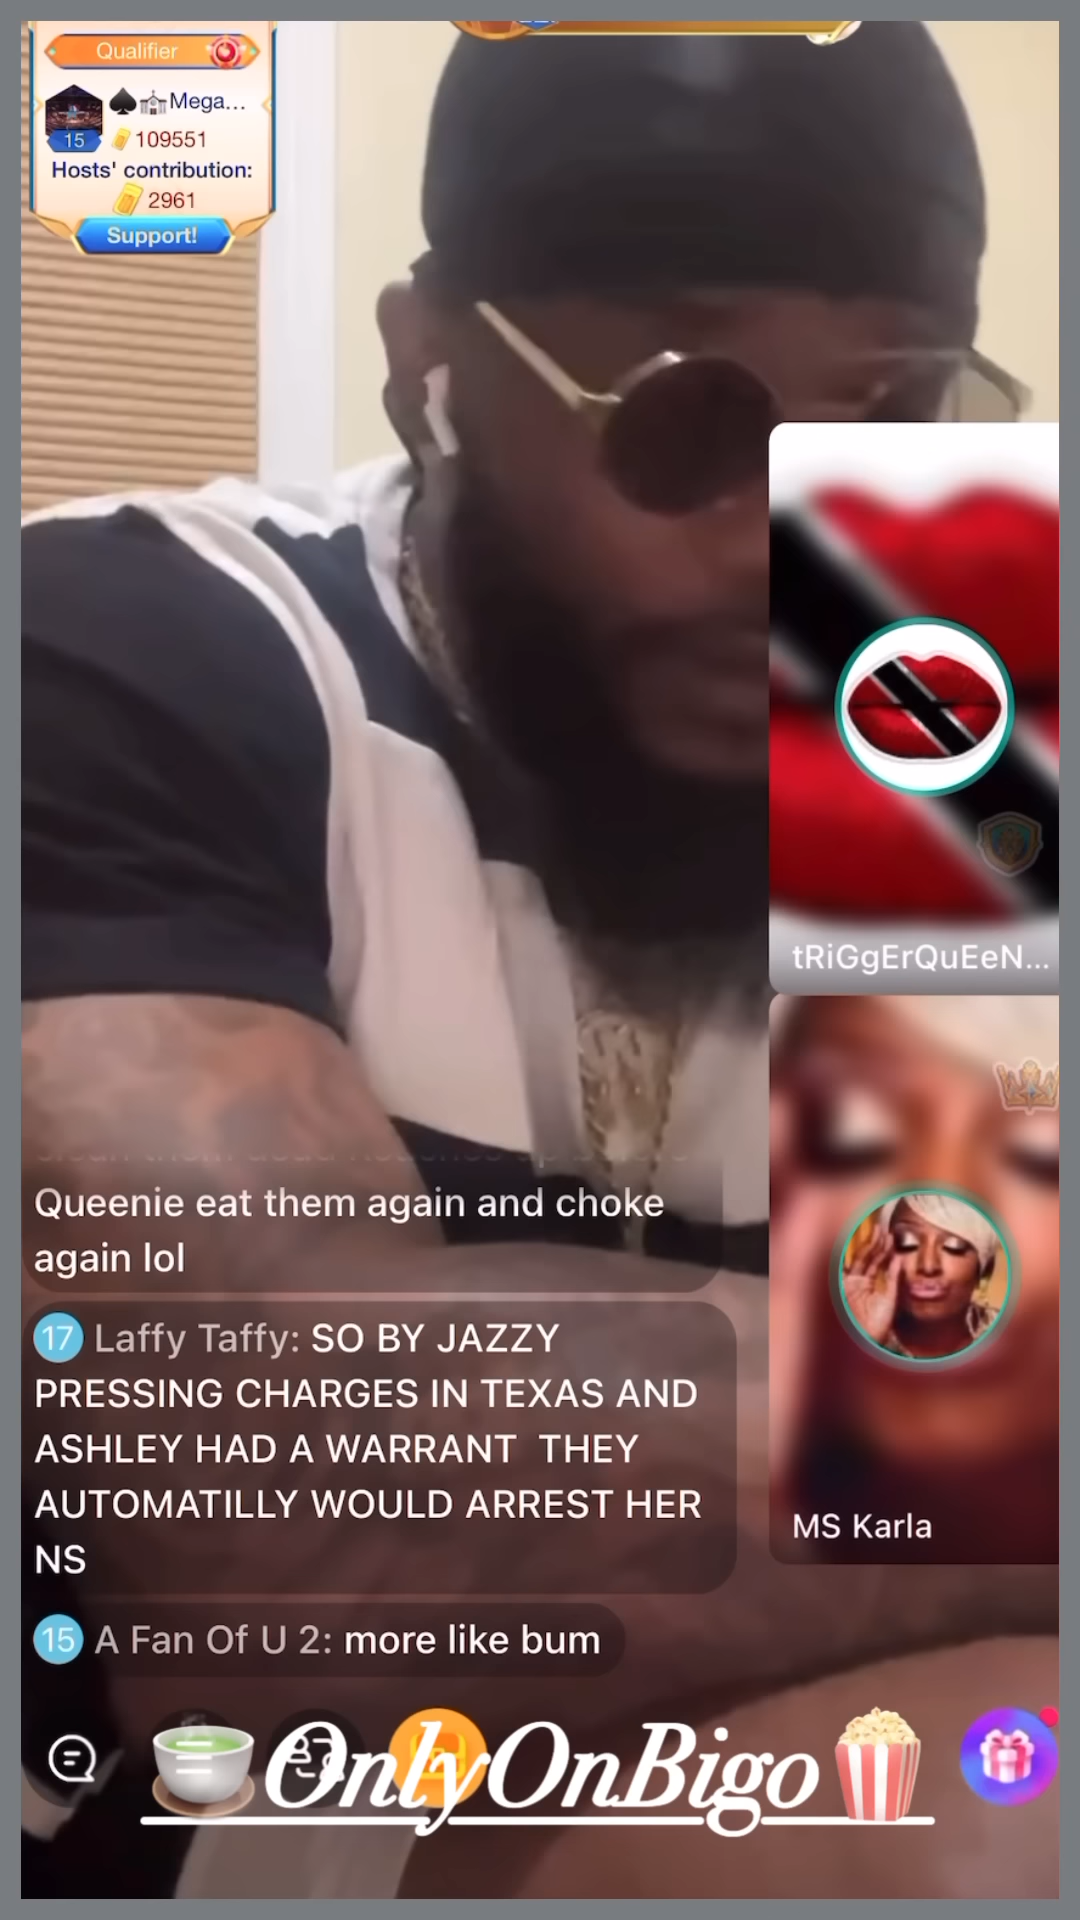 Qualifier
Mega...
15
109551
Hosts' contribution:
2961
Support!
tRiGgErQuEeN...
Queenie eat them again and choke
again lol
17 Laffy Taffy: SO BY JAZZY
PRESSING CHARGES IN TEXAS AND
ASHLEY HAD A WARRANT THEY
AUTOMATILLY WOULD ARREST HER
NS
MS Karla
15 A Fan Of U 2: more like bum
OnlyOnBigo